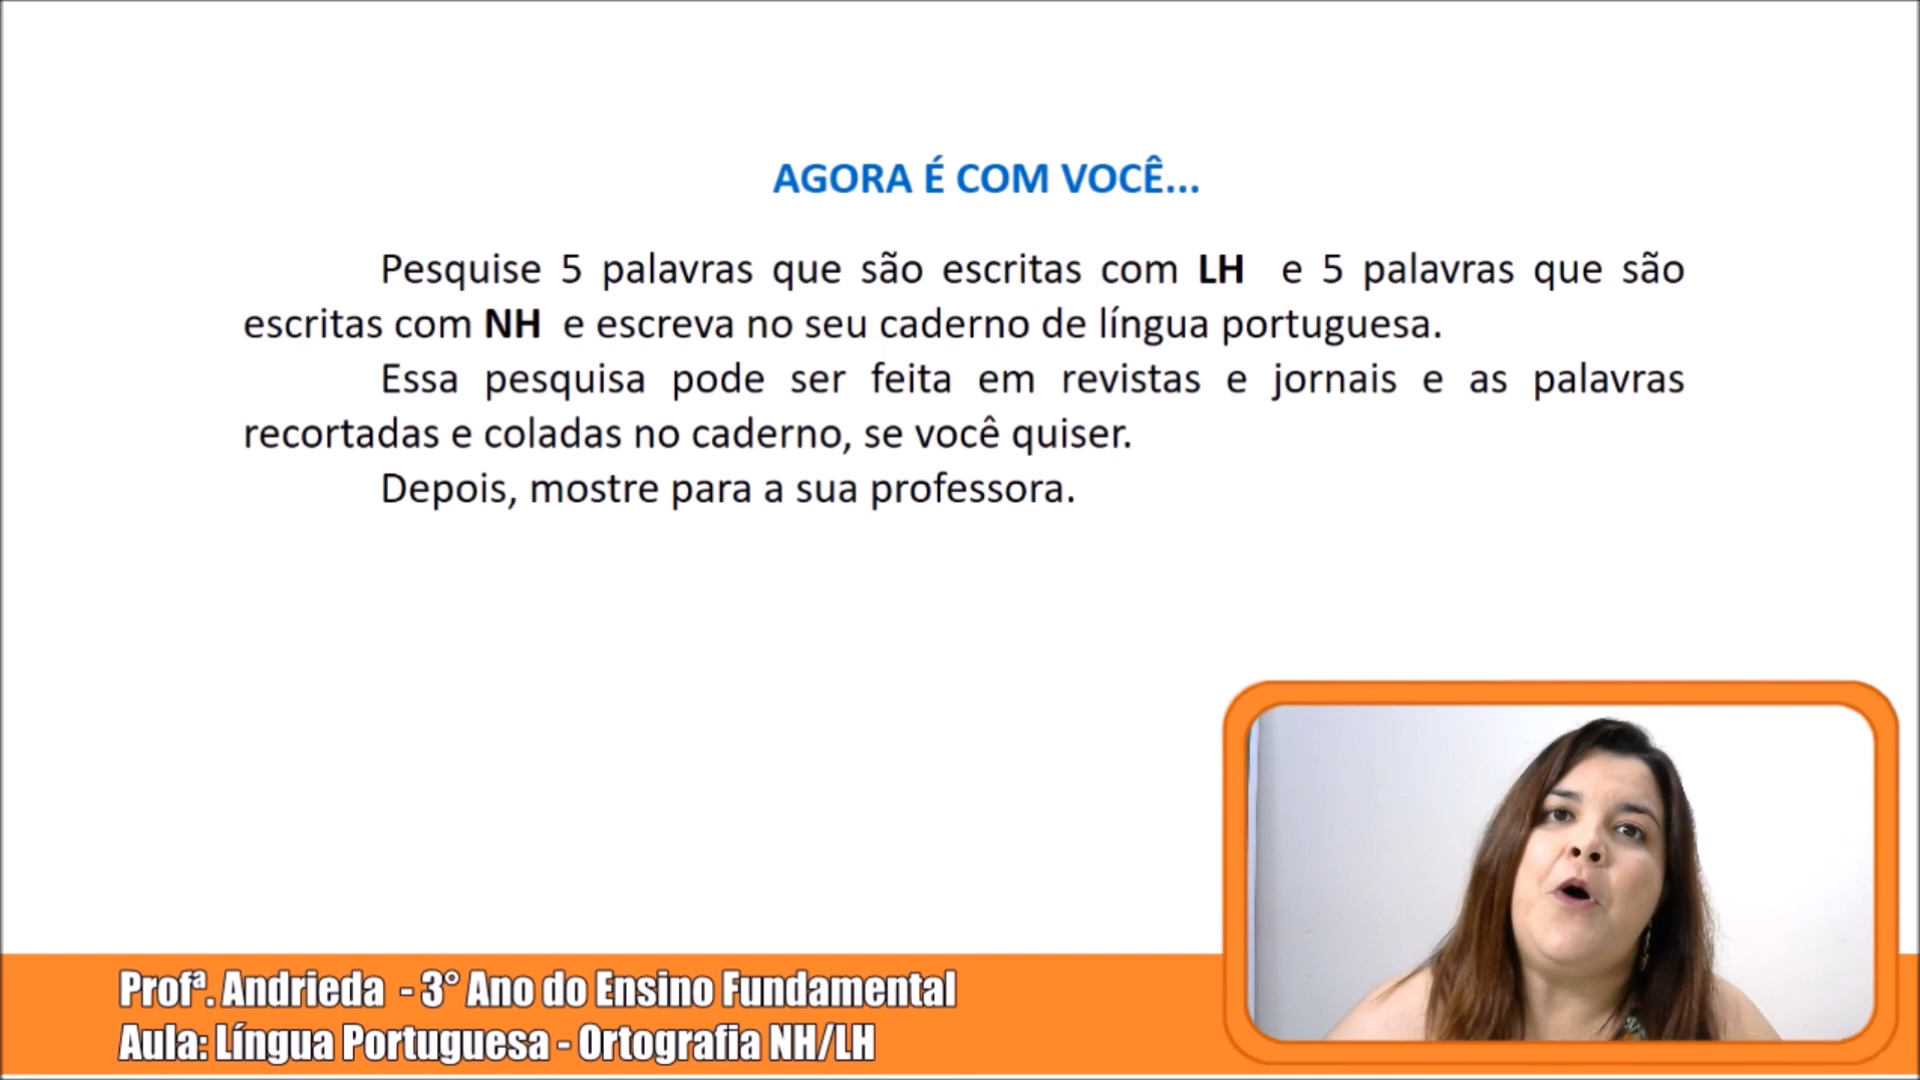 AGORA É COM VOCÊ...
Pesquise 5 palavras que são escritas com LH e 5 palavras que são
escritas com NH e escreva no seu caderno de língua portuguesa.
Essa pesquisa pode ser feita em revistas e jornais e as palavras
recortadas e coladas no caderno, se você quiser.
Depois, mostre para a sua professora.
Profª. Andrieda - 3° Ano do Ensino Fundamental
Aula: Língua Portuguesa - Ortografia NH/LH